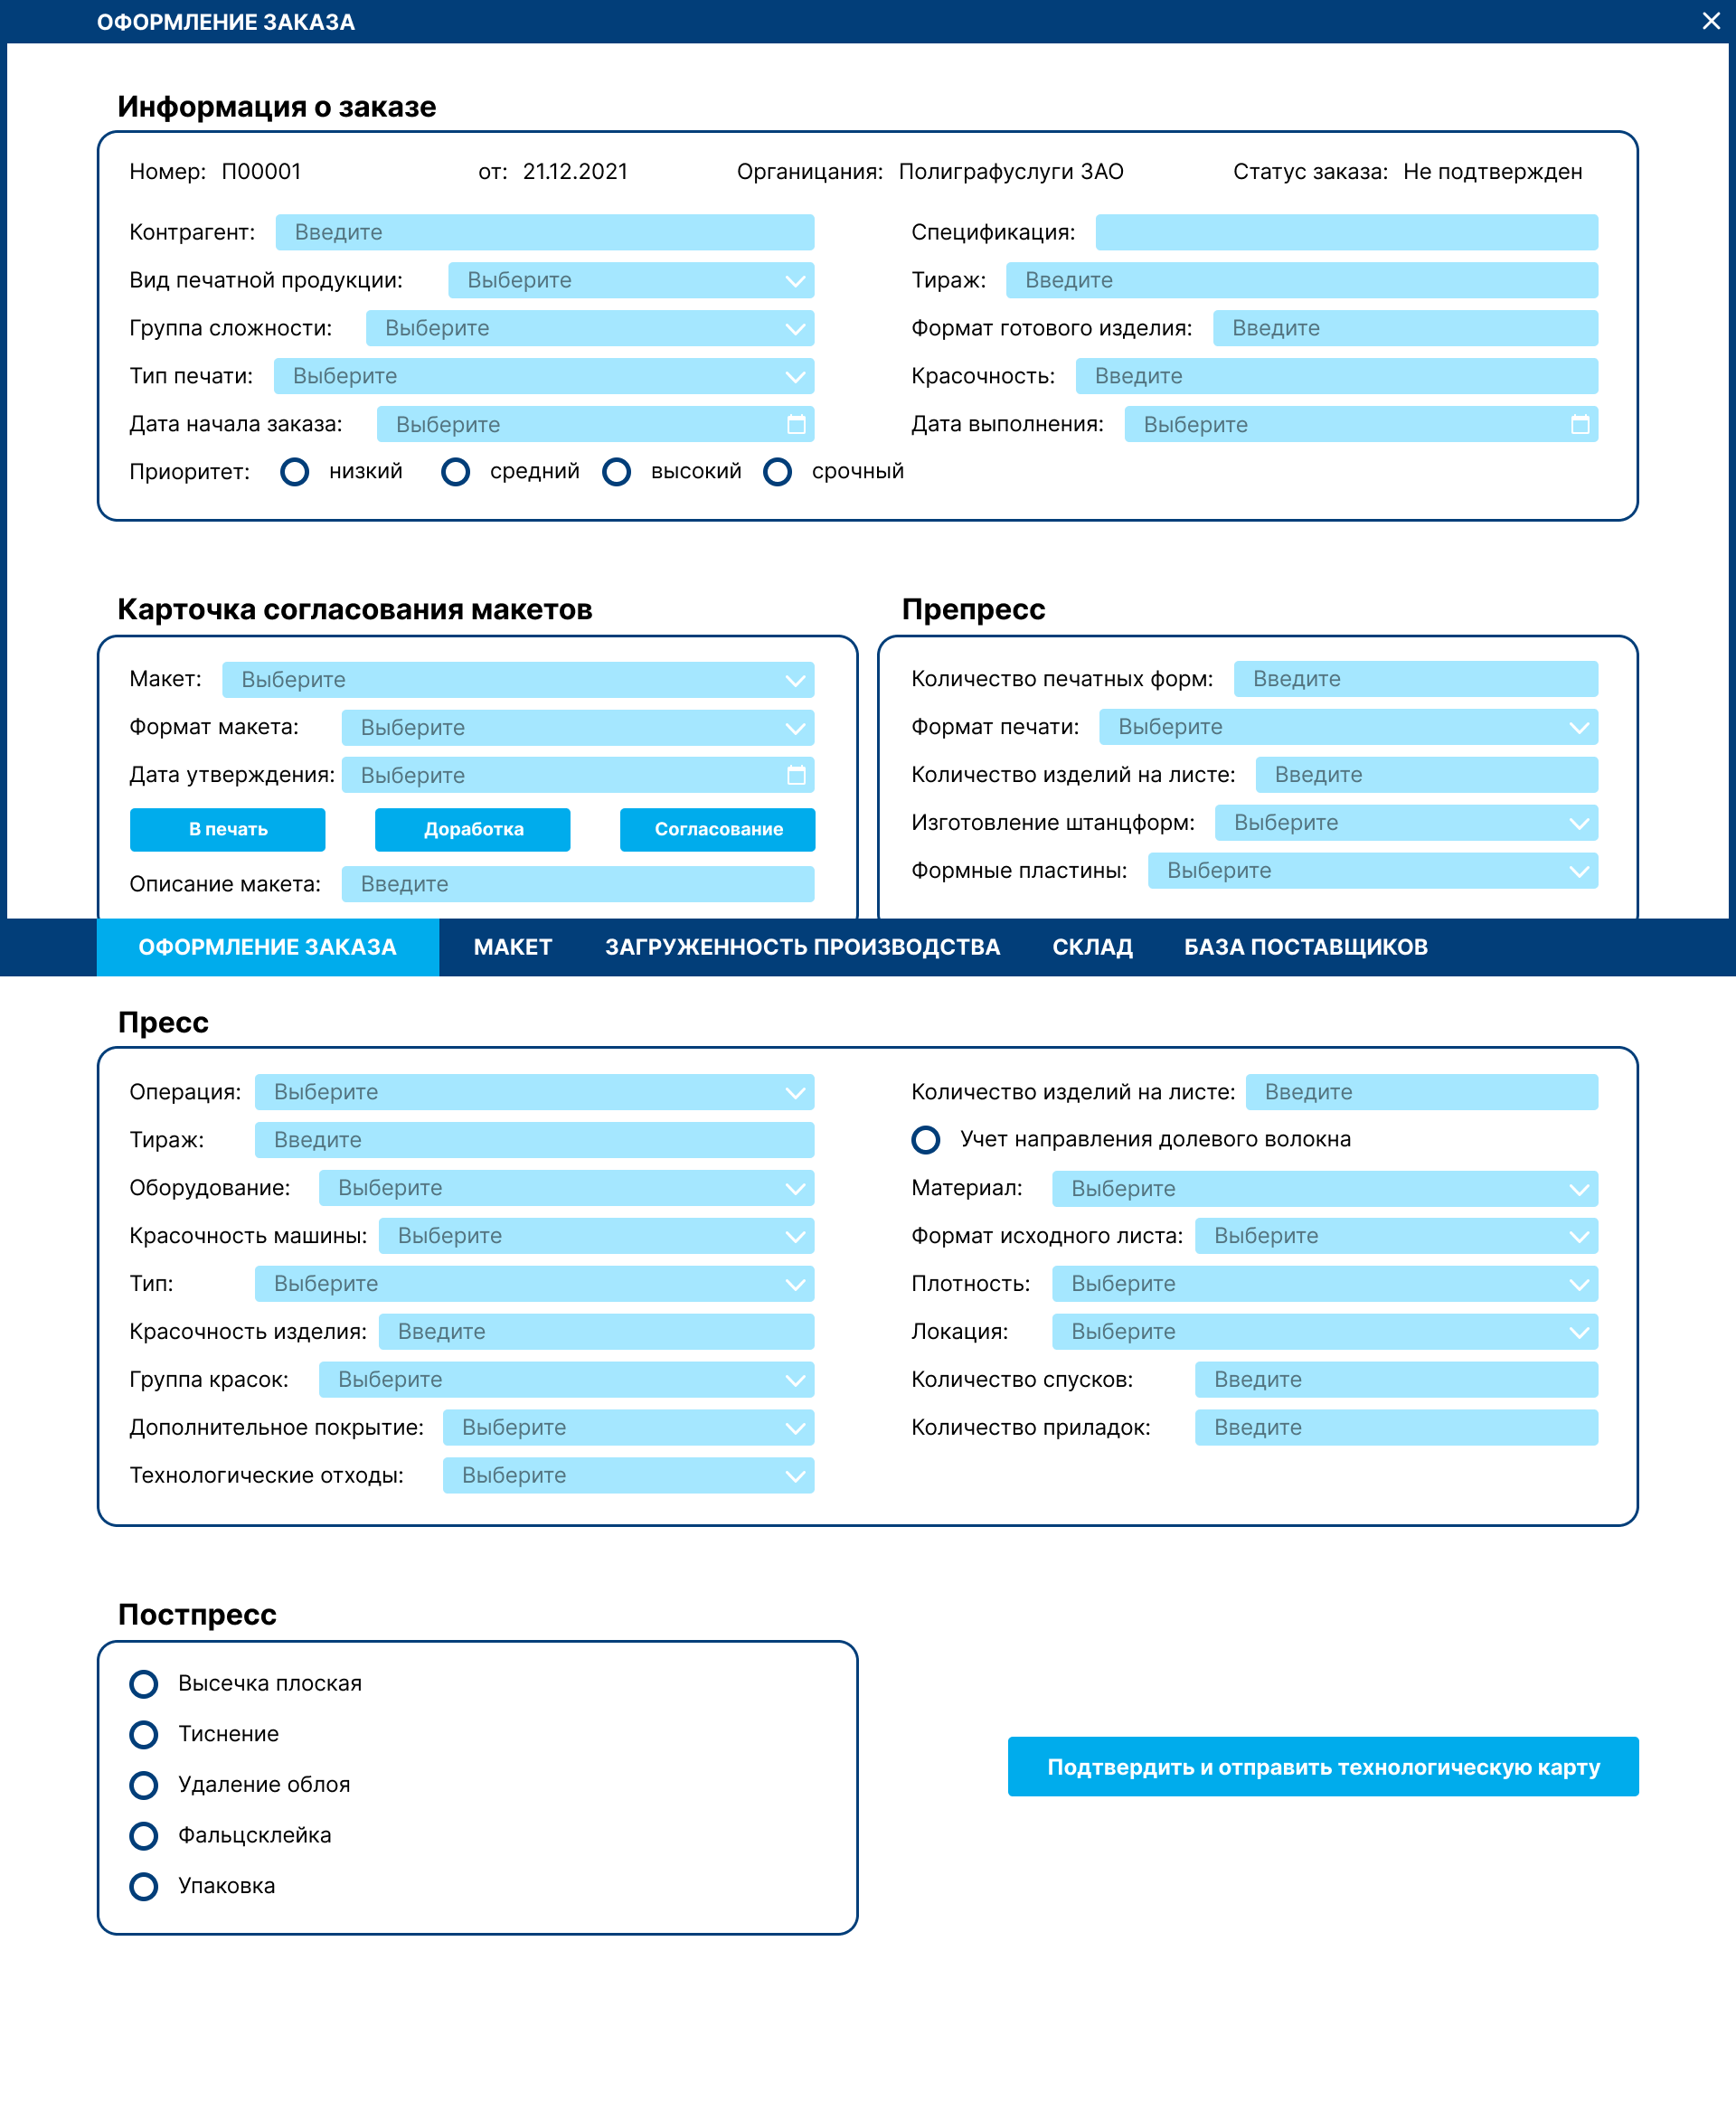 ОФОРМЛЕНИЕ ЗАКАЗА
Информация о заказе
Номер: П00001 от: 21.12.2021 Органицания: Полиграфуслуги ЗАО Статус заказа: Не подтвержден
Контрагент: Введите Спецификация:
Вид печатной продукции: Выберите Тираж: Введите
Группа сложности: Выберите Формат готового изделия: Введите
Тип печати: Выберите Красочность: Введите
Дата начала заказа: Выберите Дата выполнения: Выберите
Приоритет: низкий средний высокий срочный
Карточка согласования макетов
Макет: Выберите
Формат макета: Выберите
Дата утверждения: Выберите
В печать Доработка Согласование
Описание макета: Введите
Препресс
Количество печатных форм: Введите
Формат печати: Выберите
Количество изделий на листе: Введите
Изготовление штанцформ: Выберите
Формные пластины: Выберите
ОФОРМЛЕНИЕ ЗАКАЗА МАКЕТ ЗАГРУЖЕННОСТЬ ПРОИЗВОДСТВА СКЛАД БАЗА ПОСТАВЩИКОВ
Пресс
Операция: Выберите
Тираж: Введите
Оборудование: Выберите
Красочность машины: Выберите
Тип: Выберите
Красочность изделия: Введите
Группа красок: Выберите
Дополнительное покрытие: Выберите
Технологические отходы: Выберите
Количество изделий на листе: Введите
Учет направления долевого волокна
Материал: Выберите
Формат исходного листа: Выберите
Плотность: Выберите
Локация: Выберите
Количество спусков: Введите
Количество приладок: Введите
Постпресс
Высечка плоская
Тиснение
Удаление облоя
Фальцсклейка
Упаковка
Подтвердить и отправить технологическую карту